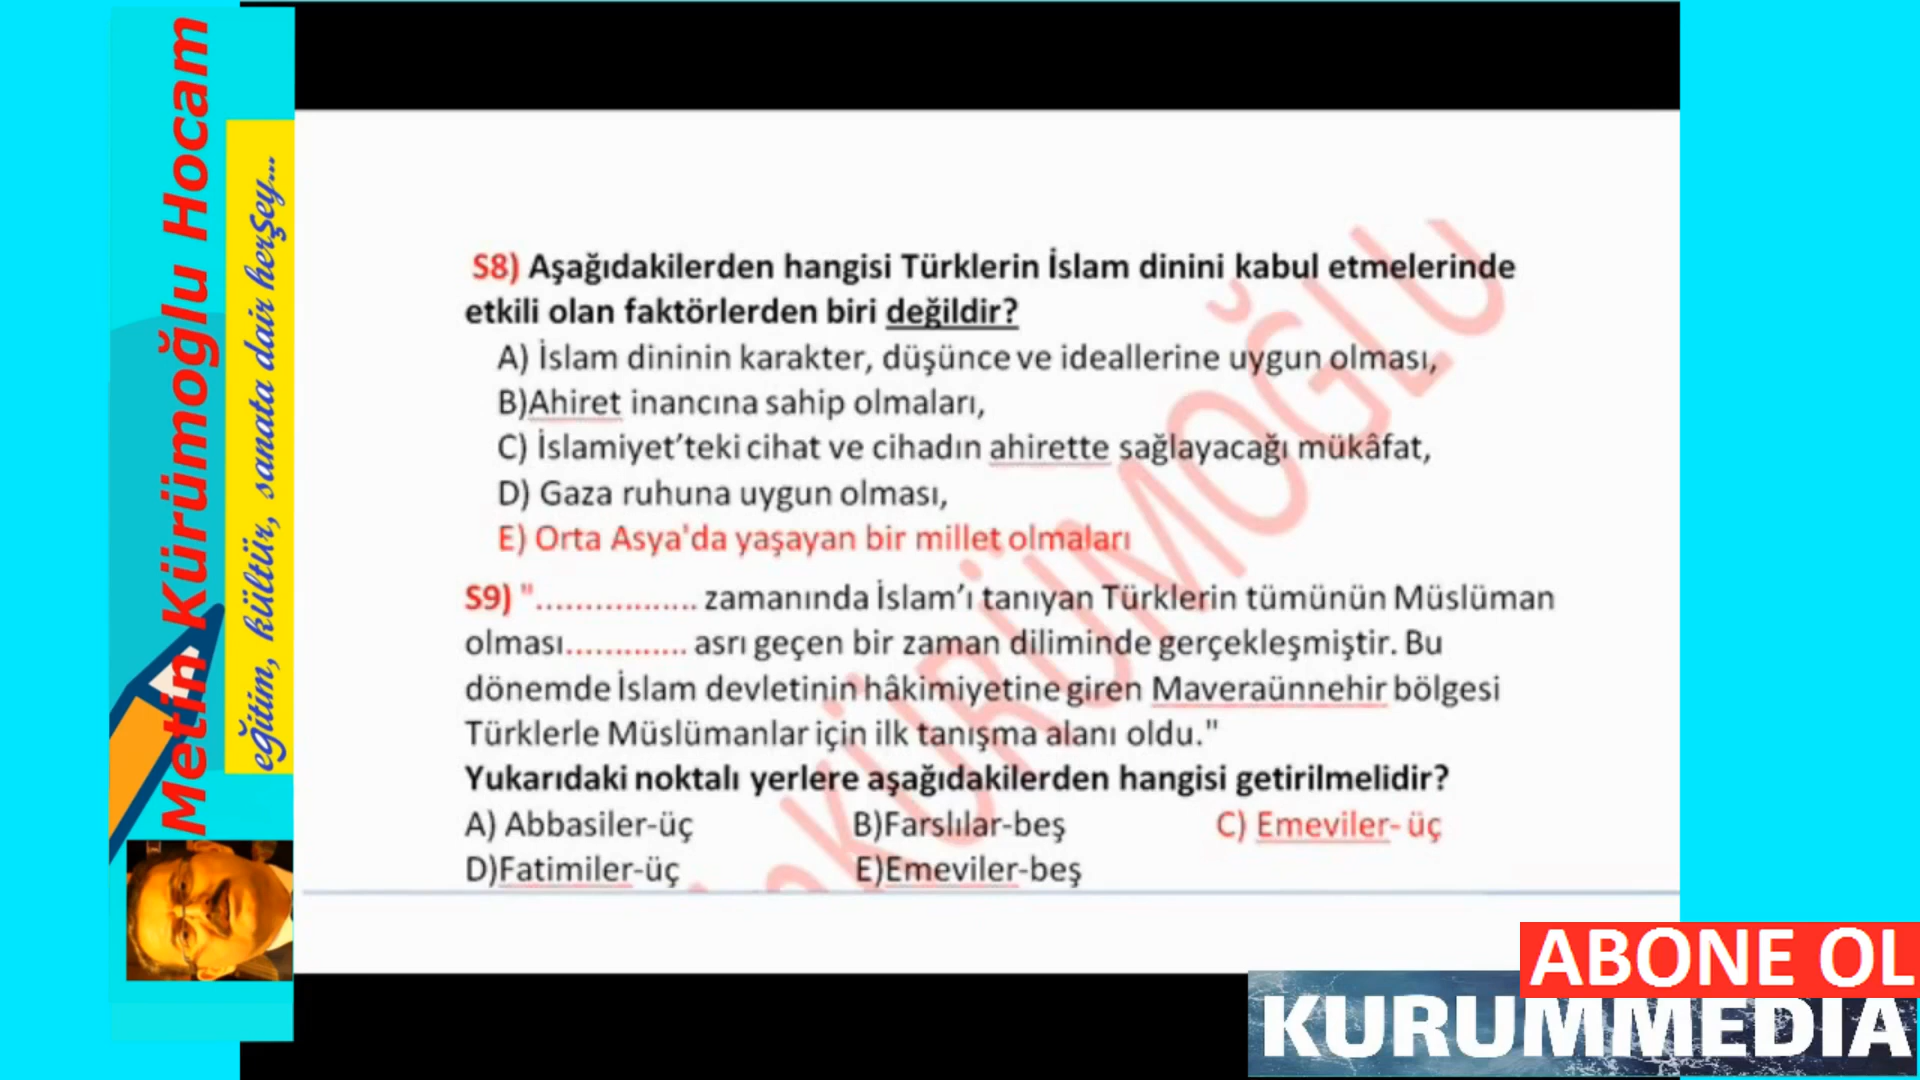 Metin Kürümoğlu Hocam
eğitim, kültür, sanata dair herşey...
S8) Aşağıdakilerden hangisi Türklerin İslam dinini kabul etmelerinde
etkili olan faktörlerden biri değildir?
A) İslam dininin karakter, düşünce ve ideallerine uygun olması,
B)Ahiret inancına sahip olmaları,
C) İslamiyet’teki cihat ve cihadın ahirette sağlayacağı mükâfat,
D) Gaza ruhuna uygun olması,
E) Orta Asya'da yaşayan bir millet olmaları
S9) "................. zamanında İslam’ı tanıyan Türklerin tümünün Müslüman
olması............. asrı geçen bir zaman diliminde gerçekleşmiştir. Bu
dönemde İslam devletinin hâkimiyetine giren Maveraünnehir bölgesi
Türklerle Müslümanlar için ilk tanışma alanı oldu."
Yukarıdaki noktalı yerlere aşağıdakilerden hangisi getirilmelidir?
A) Abbasiler-üç B)Farslılar-beş C) Emeviler- üç
D)Fatimiler-üç E)Emeviler-beş
KÜRÜMOĞLU
ABONE OL
KURUMMEDIA